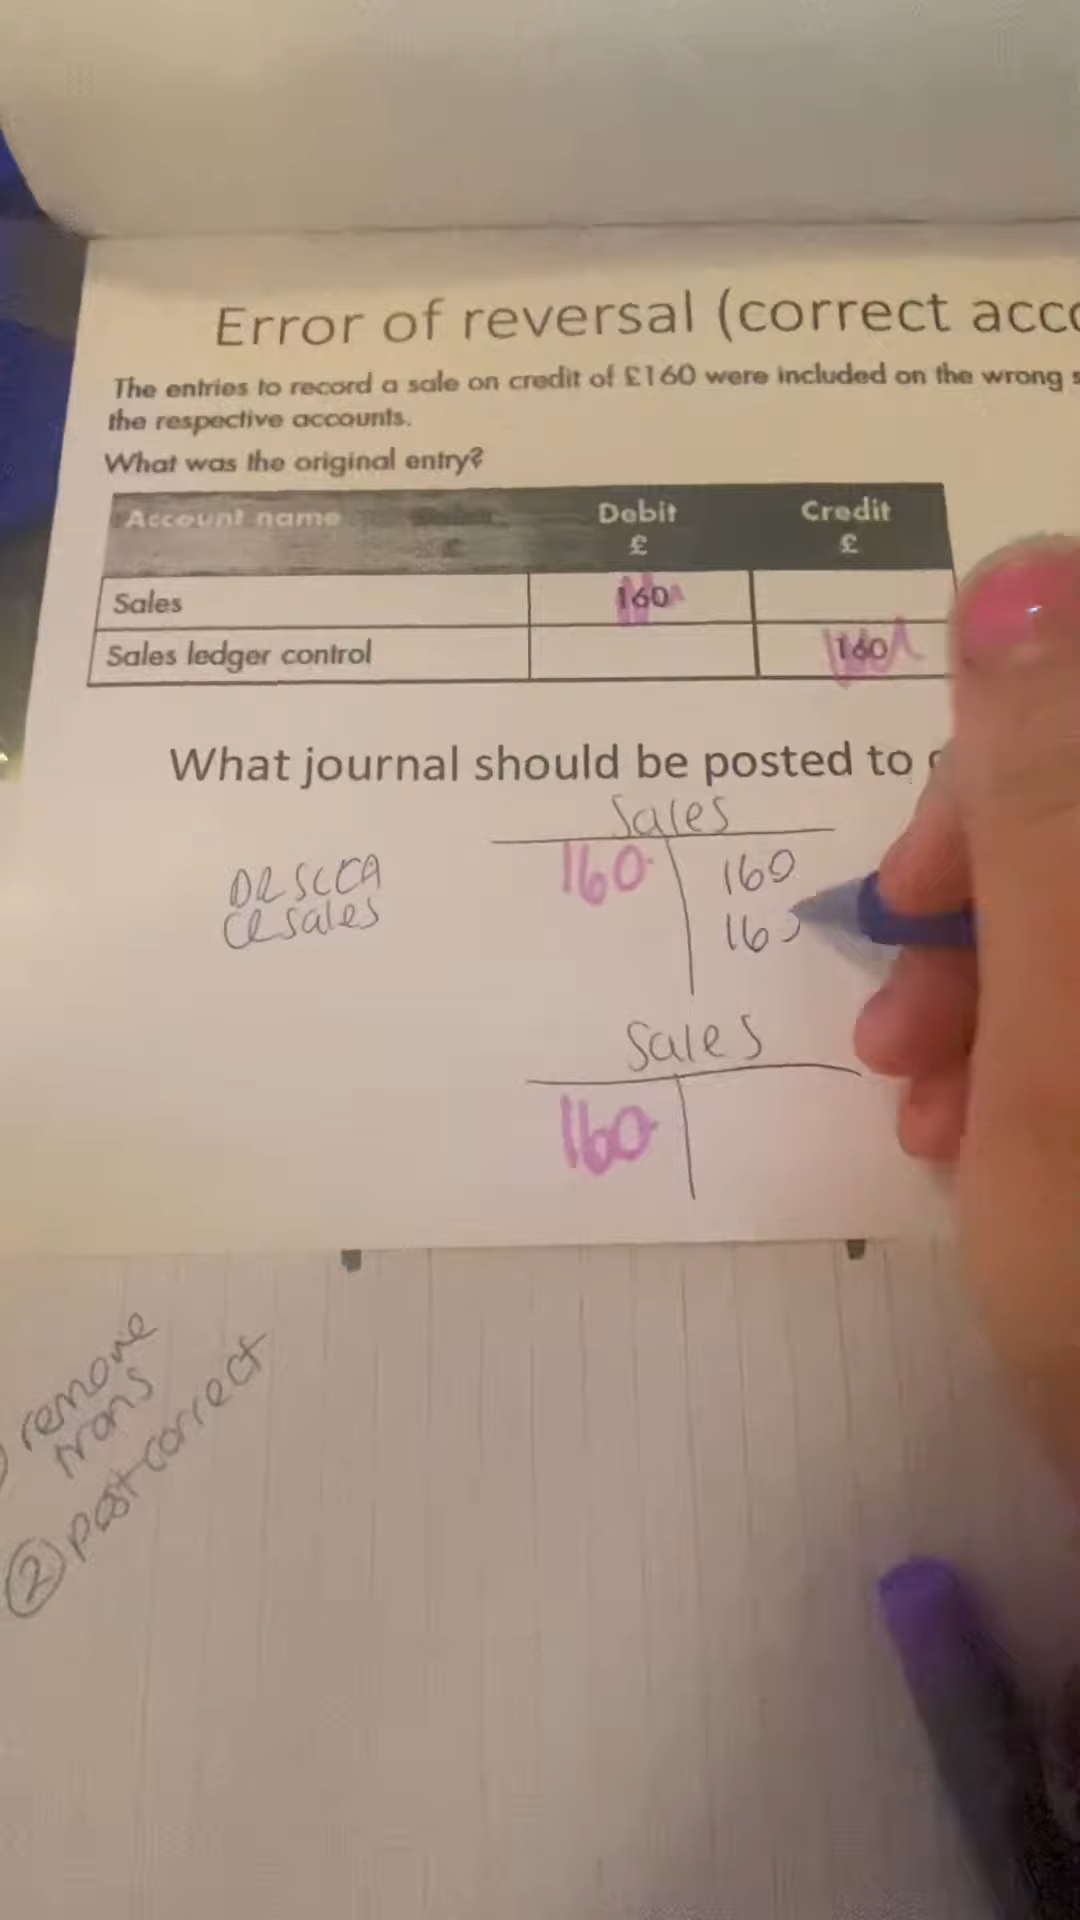 Error of reversal (correct
The entries to record a sale on credit of £160 were included on the wrong
the respective accounts.
What was the original entry?
Account name Debit Credit
£ £
Sales 160
Sales ledger control 160
What journal should be posted to
Sales
DR SLCA 160 160
CR Sales 160
Sales
160
remove
trans
② post correct